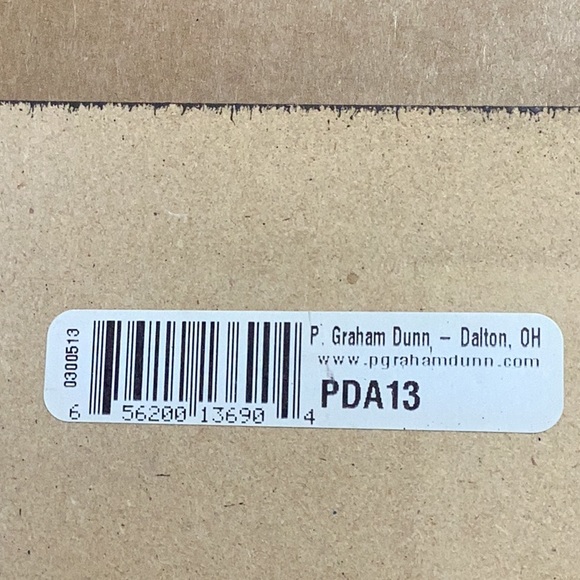 0300513
6 56200 13690 4
P. Graham Dunn, – Dalton, OH
www.pgrahamdunn.com
PDA13